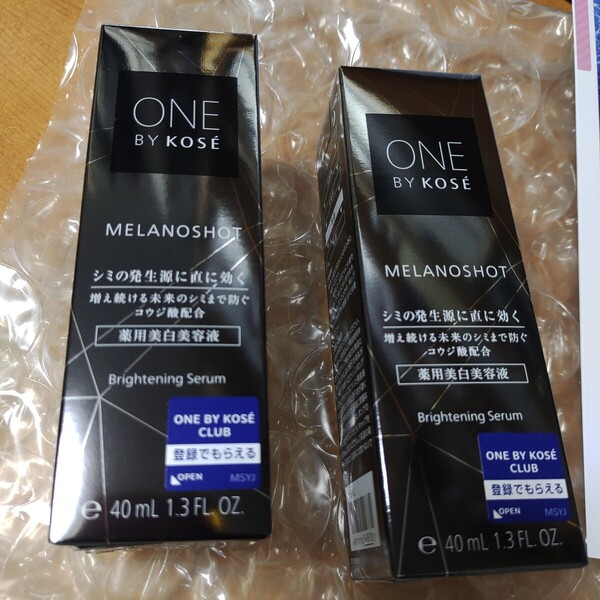 ONE
BY KOSÉ
MELANOSHOT
シミの発生源に直に効く
増え続ける未来のシミまで防ぐ
コウジ酸配合
薬用美白美容液
Brightening Serum
ONE BY KOSÉ
CLUB
登録でもらえる
OPEN MSYJ
e 40 mL 1.3 FL. OZ.
ONE
BY KOSÉ
MELANOSHOT
シミの発生源に直に効く
増え続ける未来のシミまで防ぐ
コウジ酸配合
薬用美白美容液
Brightening Serum
ONE BY KOSÉ
CLUB
登録でもらえる
OPEN MSYJ
e 40 mL 1.3 FL. OZ.